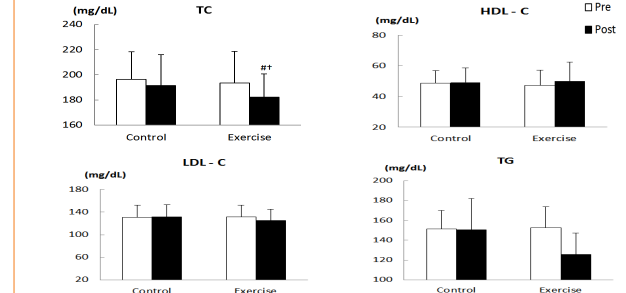 TC
(mg/dL)
240
220
200
180
160
#†
Control Exercise
HDL - C
(mg/dL)
80
60
40
20
Control Exercise
Pre
Post
LDL - C
(mg/dL)
180
140
100
60
20
Control Exercise
TG
(mg/dL)
200
180
160
140
120
100
Control Exercise